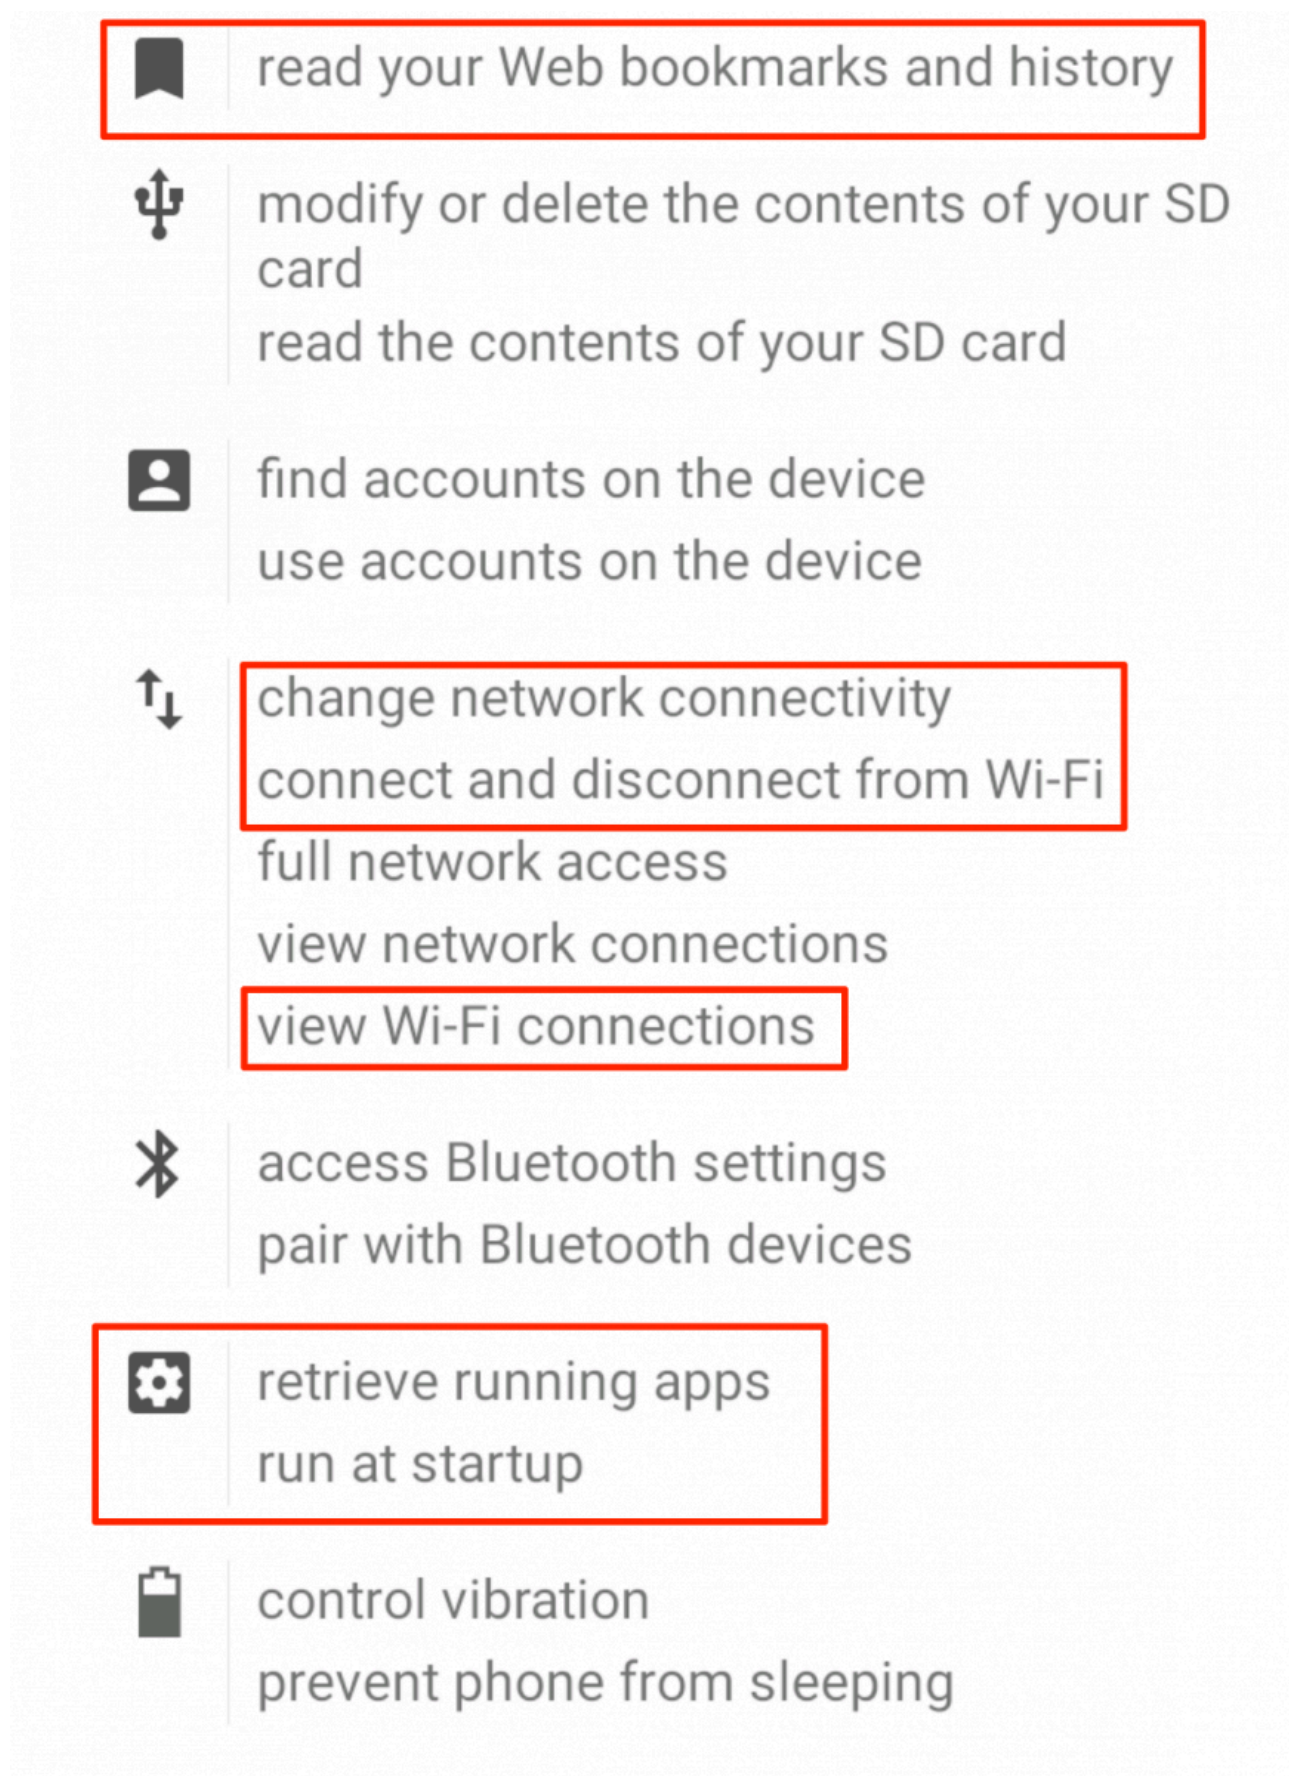 read your Web bookmarks and history
modify or delete the contents of your SD
card
read the contents of your SD card
find accounts on the device
use accounts on the device
change network connectivity
connect and disconnect from Wi-Fi
full network access
view network connections
view Wi-Fi connections
access Bluetooth settings
pair with Bluetooth devices
retrieve running apps
run at startup
control vibration
prevent phone from sleeping